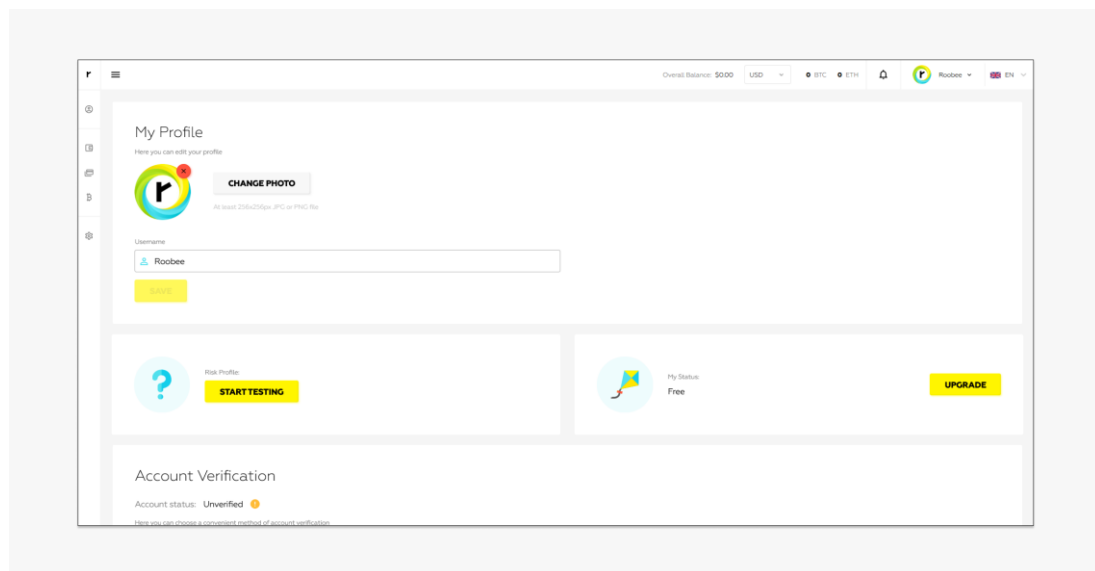 r
Overall Balance: $0.00 USD 0 BTC 0 ETH r Roobee EN
My Profile
Here you can edit your profile
r
CHANGE PHOTO
At least 256x256px JPG or PNG file
Username
Roobee
SAVE
Risk Profile:
START TESTING
My Status:
Free
UPGRADE
Account Verification
Account status: Unverified !
Here you can choose a convenient method of account verification